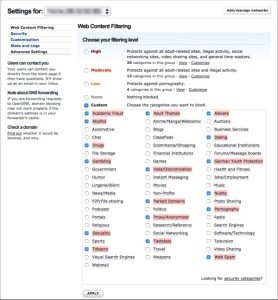 Settings for:
Add/manage networks
Web Content Filtering
Security
Customization
Stats and Logs
Advanced Settings
Users can contact you
Your users can contact you directly from the block page if they have questions. It'll show up as an email in your inbox.
Note about DNS forwarding
If you are forwarding requests to OpenDNS, domain blocking may not work properly if the domain's address is in your forwarder's cache.
Check a domain
Find out whether it would be blocked, and why.
Web Content Filtering
Choose your filtering level
High Protects against all adult-related sites, illegal activity, social networking sites, video sharing sites, and general time-wasters.
26 categories in this group - View - Customize
Moderate Protects against all adult-related sites and illegal activity.
13 categories in this group - View - Customize
Low Protects against pornography.
4 categories in this group - View - Customize
None Nothing blocked.
Custom Choose the categories you want to block.
Academic Fraud Adult Themes Adware
Alcohol Anime/Manga/Webcomic Auctions
Automotive Blogs Business Services
Chat Classifieds Dating
Drugs Ecommerce/Shopping Educational Institutions
File Storage Financial Institutions Forums/Message boards
Gambling Games German Youth Protection
Government Hate/Discrimination Health and Fitness
Humor Instant Messaging Jobs/Employment
Lingerie/Bikini Movies Music
News/Media Non-Profits Nudity
P2P/File sharing Parked Domains Photo Sharing
Podcasts Politics Pornography
Portals Proxy/Anonymizer Radio
Religious Research/Reference Search Engines
Sexuality Social Networking Software/Technology
Sports Tasteless Television
Tobacco Travel Video Sharing
Visual Search Engines Weapons Web Spam
Webmail
Looking for security categories?
APPLY